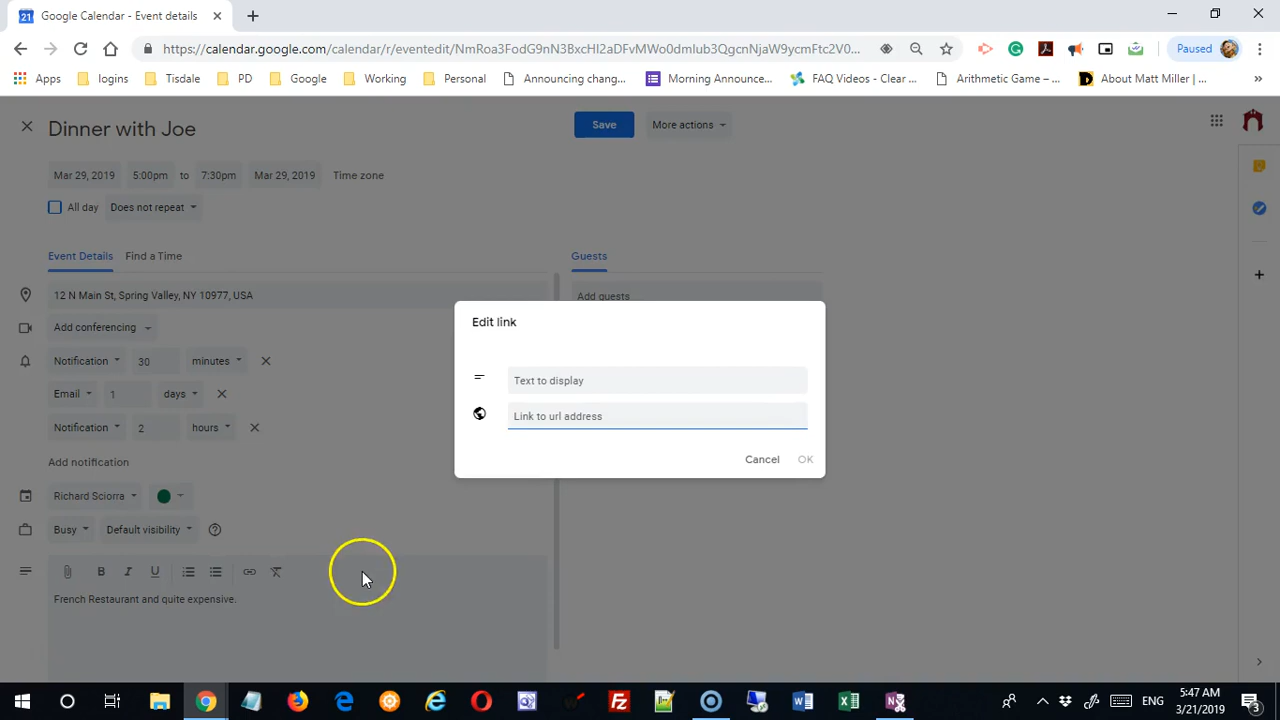 Google Calendar - Event details
https://calendar.google.com/calendar/r/eventedit/NmRoa3FodG9nN3BxcHI2aDFvMWo0dmlub3QgcmNjaW9ycmFtc2V0...
Paused
Apps
logins
Tisdale
PD
Google
Working
Personal
Announcing chang...
Morning Announce...
FAQ Videos - Clear ...
Arithmetic Game – ...
About Matt Miller | ...
»
Dinner with Joe
Save
More actions
Mar 29, 2019
5:00pm
to
7:30pm
Mar 29, 2019
Time zone
All day
Does not repeat
Event Details
Find a Time
Guests
12 N Main St, Spring Valley, NY 10977, USA
Add guests
Add conferencing
Notification
30
minutes
Email
1
days
Notification
2
hours
Add notification
Richard Sciorra
Busy
Default visibility
B I U
French Restaurant and quite expensive.
Edit link
Text to display
Link to url address
Cancel
OK
ENG
5:47 AM
3/21/2019
3